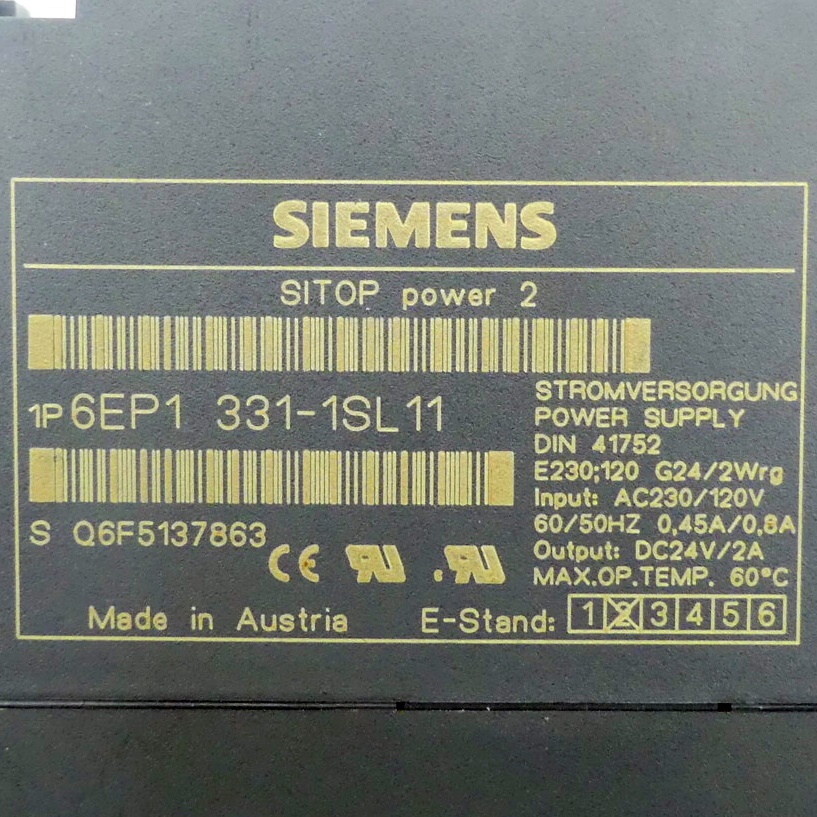 SIEMENS
SITOP power 2
1P 6EP1 331-1SL11
S Q6F5137863
STROMVERSORGUNG
POWER SUPPLY
DIN 41752
E230;120 G24/2Wrg
Input: AC230/120V
60/50HZ 0,45A/0,8A
Output: DC24V/2A
MAX.OP.TEMP. 60°C
CE
Made in Austria
E-Stand: 1 2 3 4 5 6